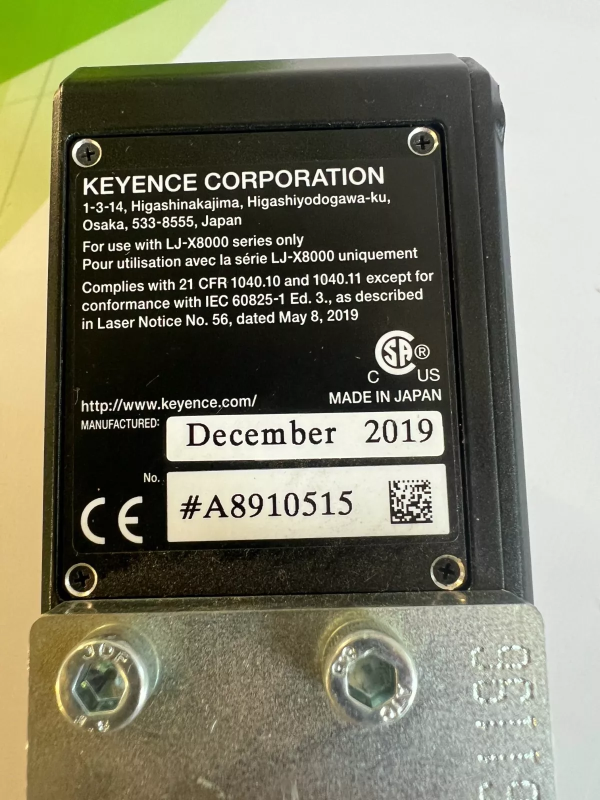 KEYENCE CORPORATION
1-3-14, Higashinakajima, Higashiyodogawa-ku,
Osaka, 533-8555, Japan
For use with LJ-X8000 series only
Pour utilisation avec la série LJ-X8000 uniquement
Complies with 21 CFR 1040.10 and 1040.11 except for
conformance with IEC 60825-1 Ed. 3., as described
in Laser Notice No. 56, dated May 8, 2019
CSA®
C US
http://www.keyence.com/ MADE IN JAPAN
MANUFACTURED: December 2019
No. #A8910515
CE